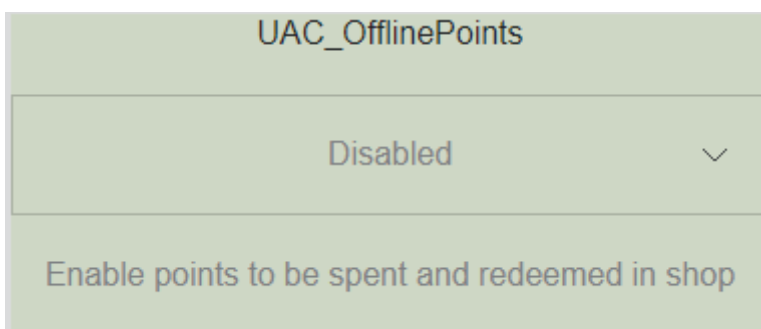 UAC_OfflinePoints
Disabled
Enable points to be spent and redeemed in shop